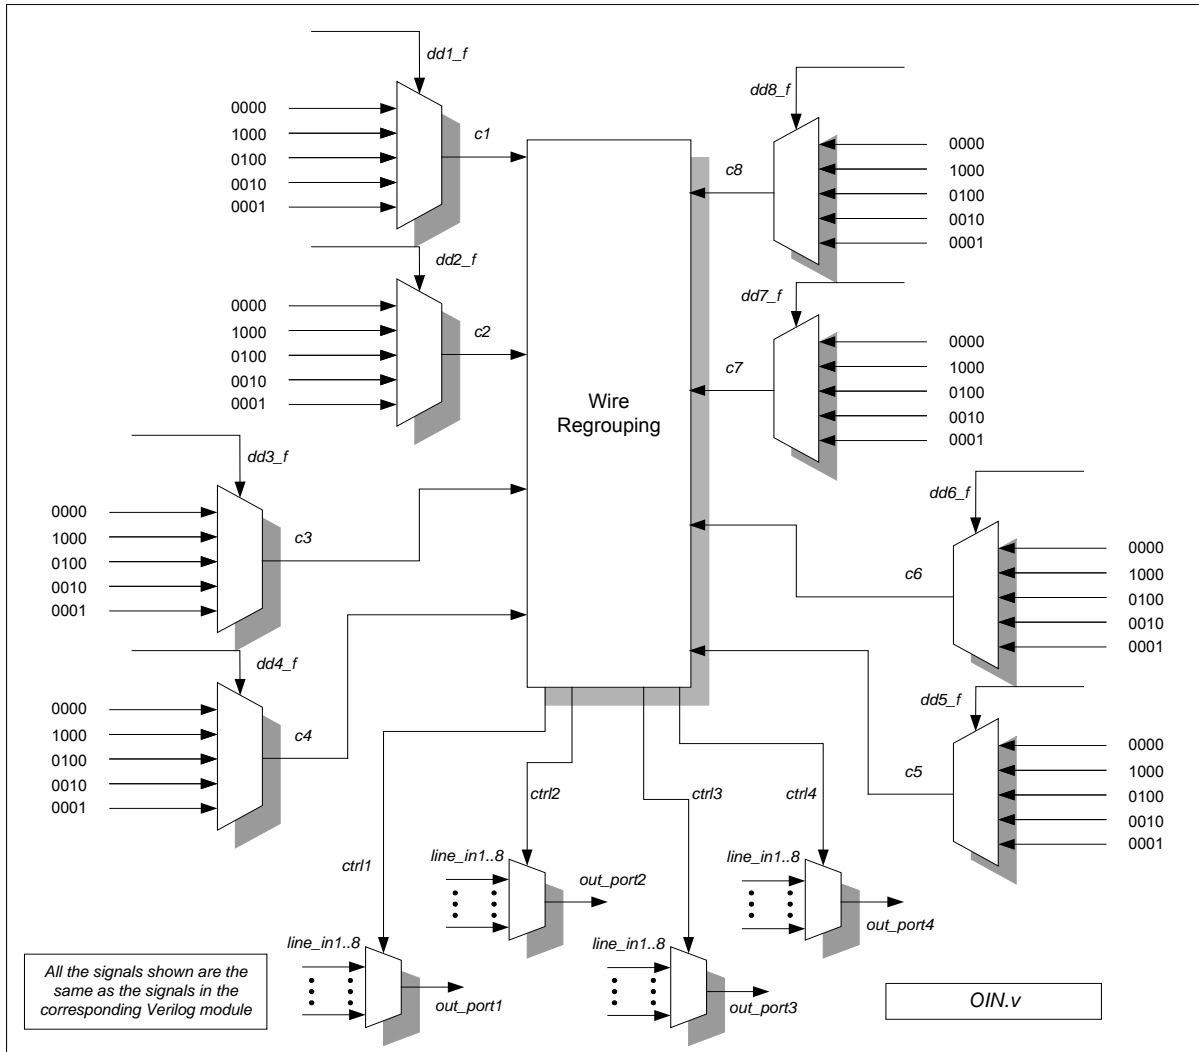 dd1_f
0000
1000
0100
0010
0001
c1
dd2_f
0000
1000
0100
0010
0001
c2
dd3_f
0000
1000
0100
0010
0001
c3
dd4_f
0000
1000
0100
0010
0001
c4
Wire
Regrouping
dd8_f
c8
0000
1000
0100
0010
0001
dd7_f
c7
0000
1000
0100
0010
0001
dd6_f
c6
0000
1000
0100
0010
0001
dd5_f
c5
0000
1000
0100
0010
0001
ctrl1
ctrl2
ctrl3
ctrl4
line_in1..8
out_port2
line_in1..8
out_port4
line_in1..8
out_port1
line_in1..8
out_port3
All the signals shown are the
same as the signals in the
corresponding Verilog module
OIN.v